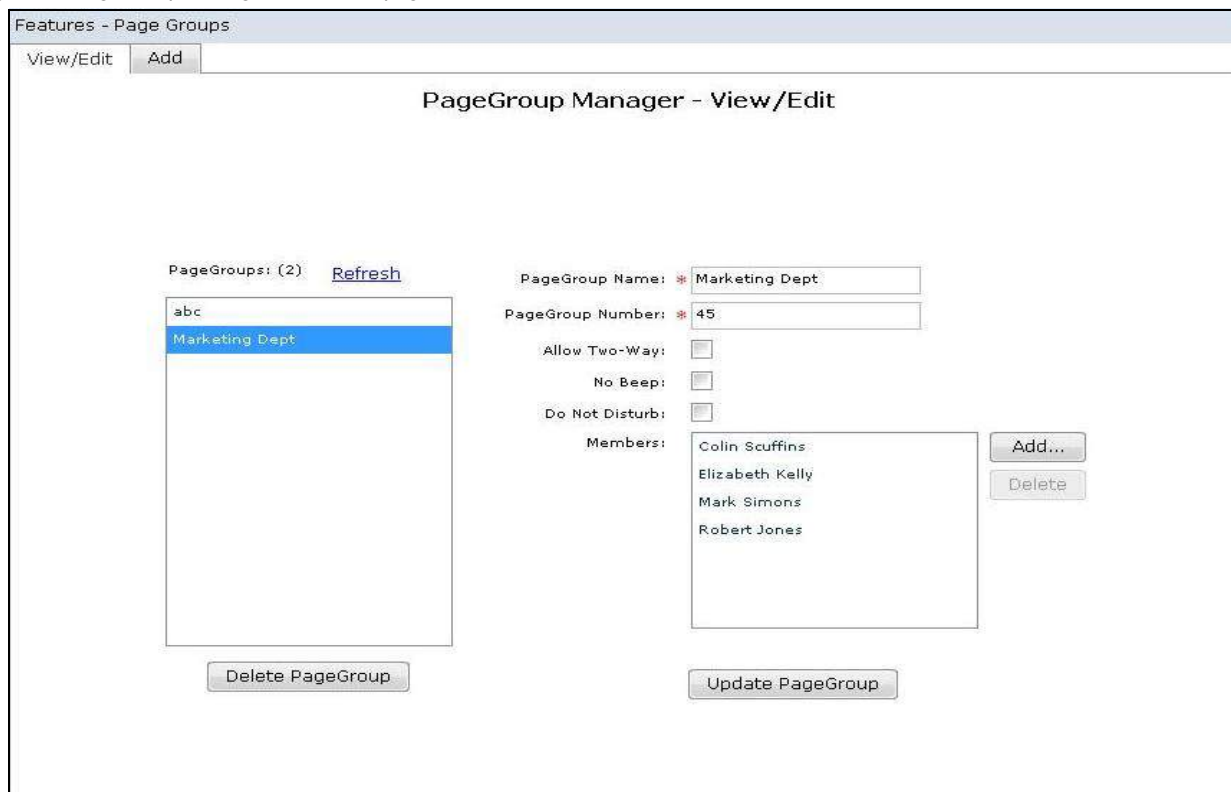 Features - Page Groups
View/Edit Add
PageGroup Manager - View/Edit
PageGroups: (2) Refresh
abc
Marketing Dept
Delete PageGroup
PageGroup Name: * Marketing Dept
PageGroup Number: * 45
Allow Two-Way:
No Beep:
Do Not Disturb:
Members:
Colin Scuffins
Elizabeth Kelly
Mark Simons
Robert Jones
Add...
Delete
Update PageGroup